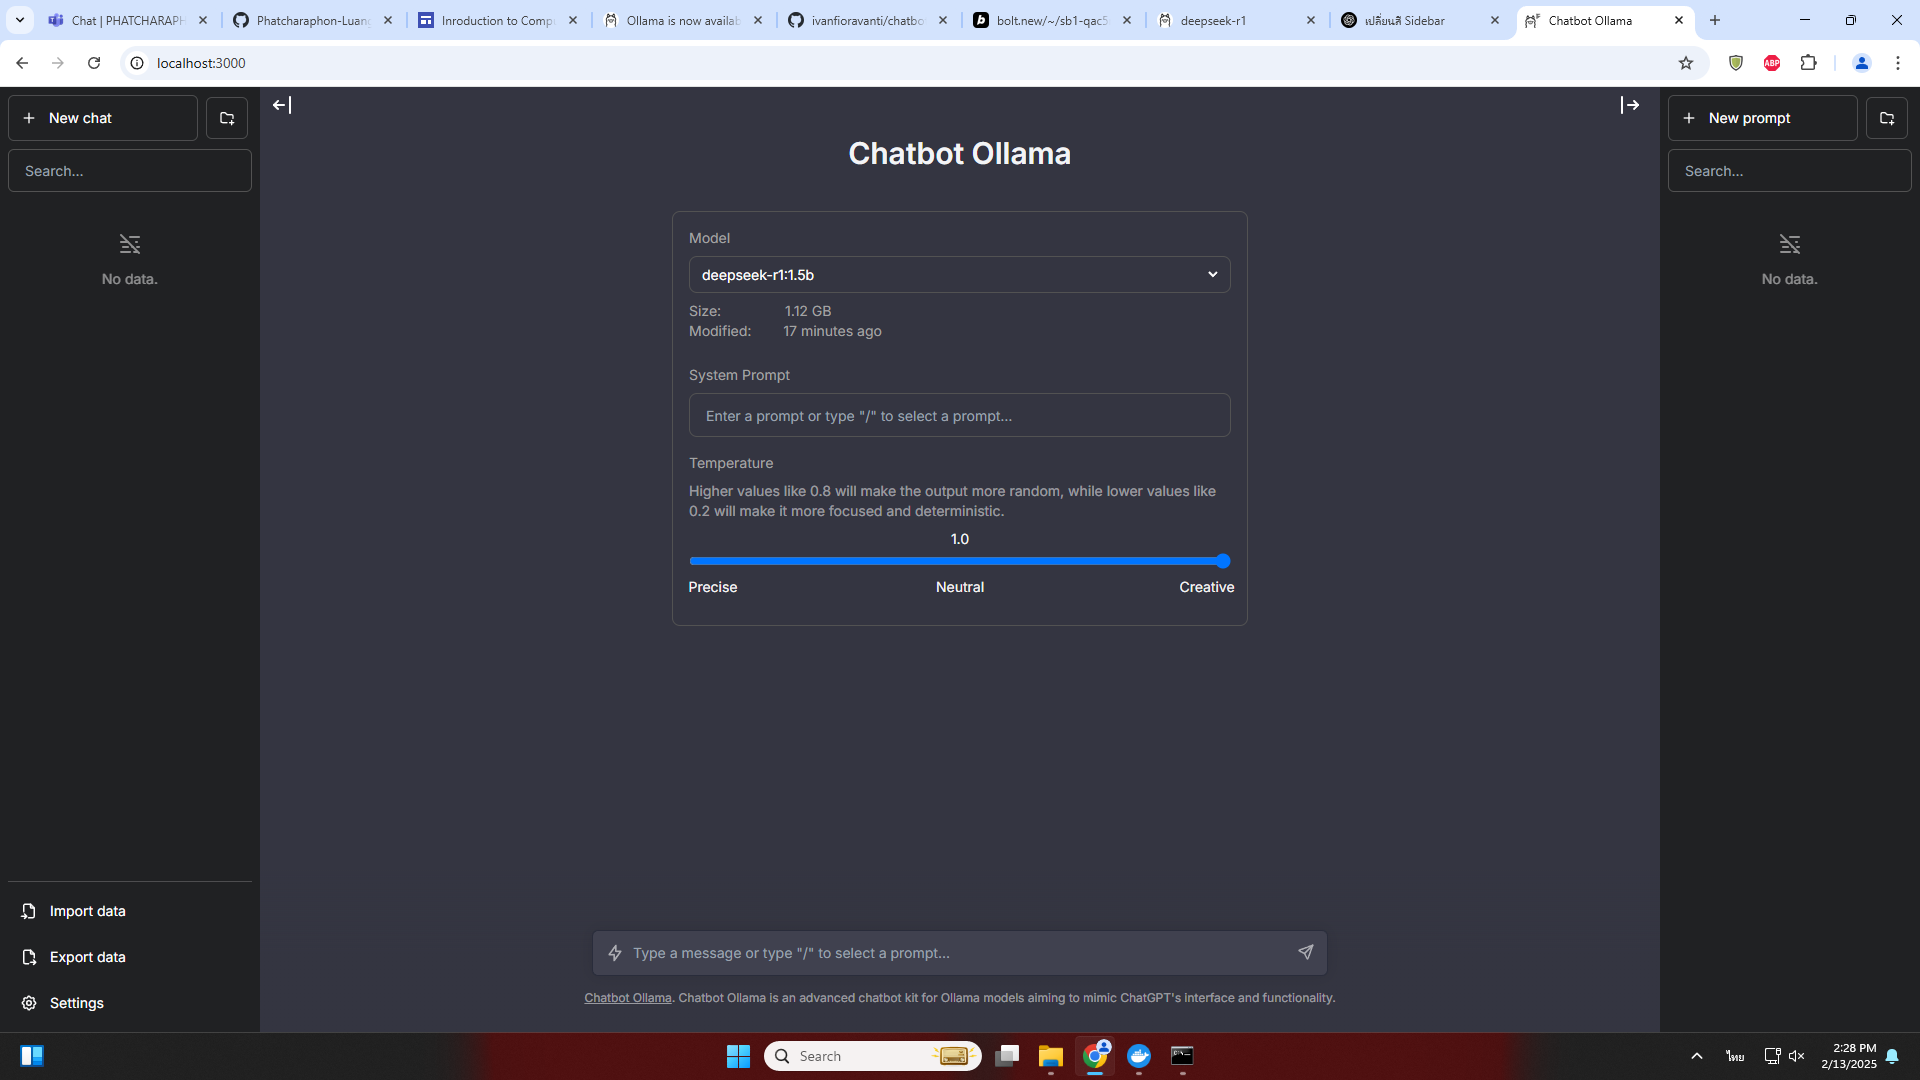 Chat | PHATCHARAPH
Phatcharaphon-Luang
Inroduction to Compu
Ollama is now availab
ivanfioravanti/chatbo
bolt.new/~/sb1-qac5
deepseek-r1
เปลี่ยนสี Sidebar
Chatbot Ollama
localhost:3000
ABP
New chat
Search...
No data.
Import data
Export data
Settings
Chatbot Ollama
Model
deepseek-r1:1.5b
Size: 1.12 GB
Modified: 17 minutes ago
System Prompt
Enter a prompt or type "/" to select a prompt...
Temperature
Higher values like 0.8 will make the output more random, while lower values like
0.2 will make it more focused and deterministic.
1.0
Precise Neutral Creative
Type a message or type "/" to select a prompt...
Chatbot Ollama. Chatbot Ollama is an advanced chatbot kit for Ollama models aiming to mimic ChatGPT's interface and functionality.
New prompt
Search...
No data.
Search
ไทย
2:28 PM
2/13/2025